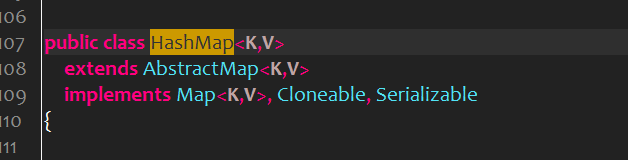 106
107 public class HashMap<K,V>
108 extends AbstractMap<K,V>
109 implements Map<K,V>, Cloneable, Serializable
110 {
111